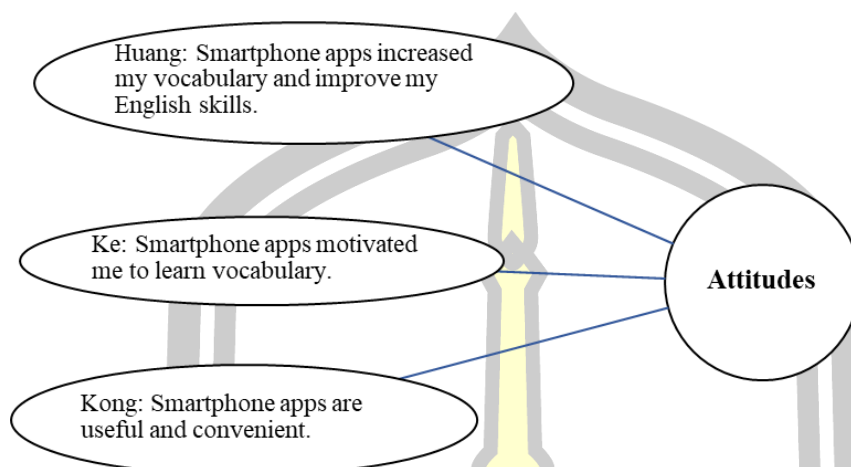 Huang: Smartphone apps increased
my vocabulary and improve my
English skills.
Ke: Smartphone apps motivated
me to learn vocabulary.
Attitudes
Kong: Smartphone apps are
useful and convenient.